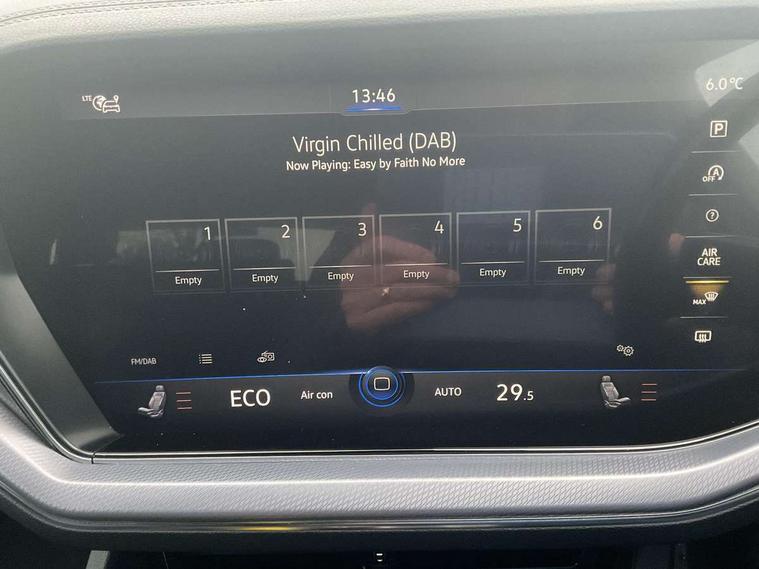 LTE
13:46
6.0°C
Virgin Chilled (DAB)
Now Playing: Easy by Faith No More
P
A
OFF
?
AIR
CARE
MAX
1
2
3
4
5
6
Empty
Empty
Empty
Empty
Empty
Empty
FM/DAB
ECO
Air con
AUTO
29.5